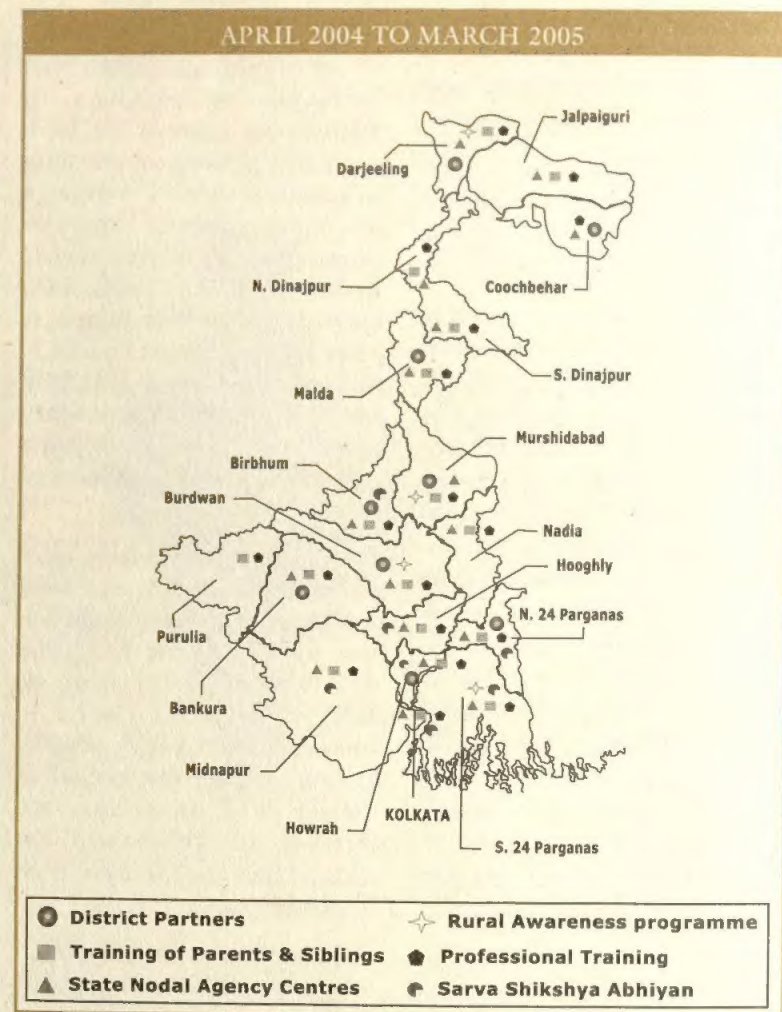 APRIL 2004 TO MARCH 2005
Jalpaiguri
Darjeeling
N. Dinajpur
Coochbehar
S. Dinajpur
Malda
Murshidabad
Birbhum
Burdwan
Nadia
Hooghly
N. 24 Parganas
Purulia
Bankura
Midnapur
Howrah
KOLKATA
S. 24 Parganas
District Partners
Rural Awareness programme
Training of Parents & Siblings
Professional Training
State Nodal Agency Centres
Sarva Shikshya Abhiyan